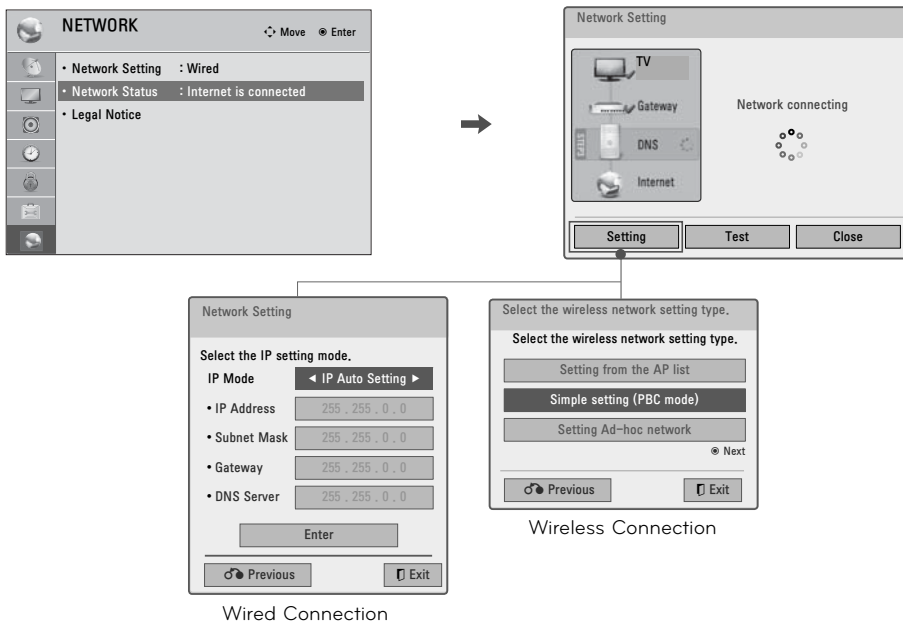 NETWORK
Move
Enter
• Network Setting : Wired
• Network Status : Internet is connected
• Legal Notice
Network Setting
TV
Gateway
STEPS
DNS
Internet
Network connecting
Setting
Test
Close
Network Setting
Select the IP setting mode.
IP Mode ◄ IP Auto Setting ►
• IP Address 255 . 255 . 0 . 0
• Subnet Mask 255 . 255 . 0 . 0
• Gateway 255 . 255 . 0 . 0
• DNS Server 255 . 255 . 0 . 0
Enter
Previous
Exit
Wired Connection
Select the wireless network setting type.
Select the wireless network setting type.
Setting from the AP list
Simple setting (PBC mode)
Setting Ad-hoc network
Next
Previous
Exit
Wireless Connection